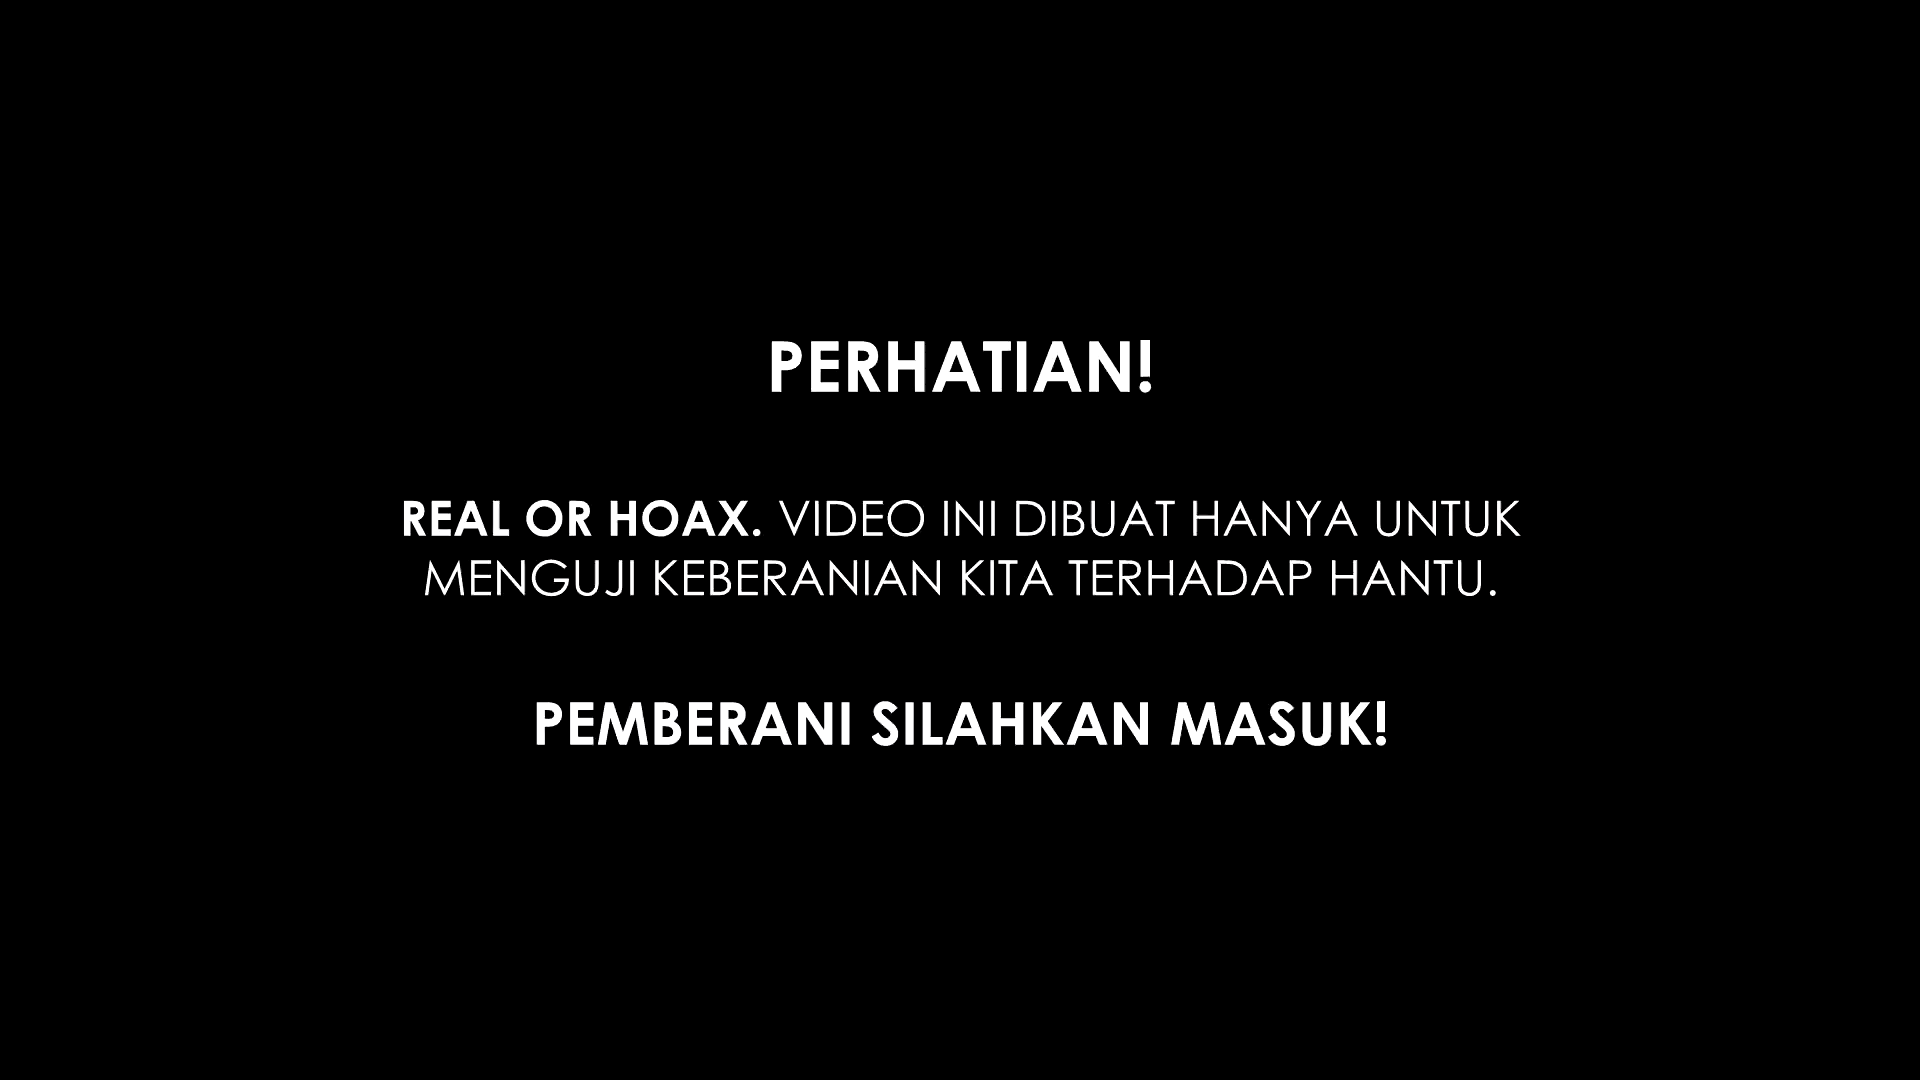 PERHATIAN!
REAL OR HOAX. VIDEO INI DIBUAT HANYA UNTUK
MENGUJI KEBERANIAN KITA TERHADAP HANTU.
PEMBERANI SILAHKAN MASUK!